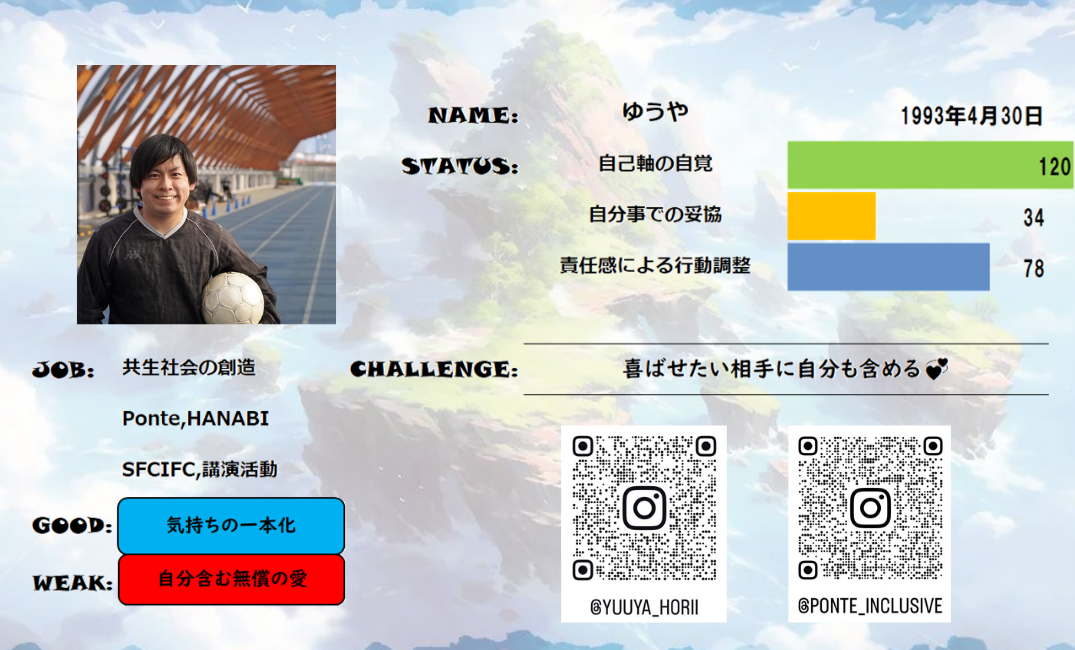 NAME:
ゆうや
1993年4月30日
STATUS:
自己軸の自覚
120
自分事での妥協
34
責任感による行動調整
78
JOB:
共生社会の創造
Ponte,HANABI
SFCIFC,講演活動
CHALLENGE:
喜ばせたい相手に自分も含める💞
GOOD:
気持ちの一本化
WEAK:
自分含む無償の愛
@YUUYA_HORII
@PONTE_INCLUSIVE